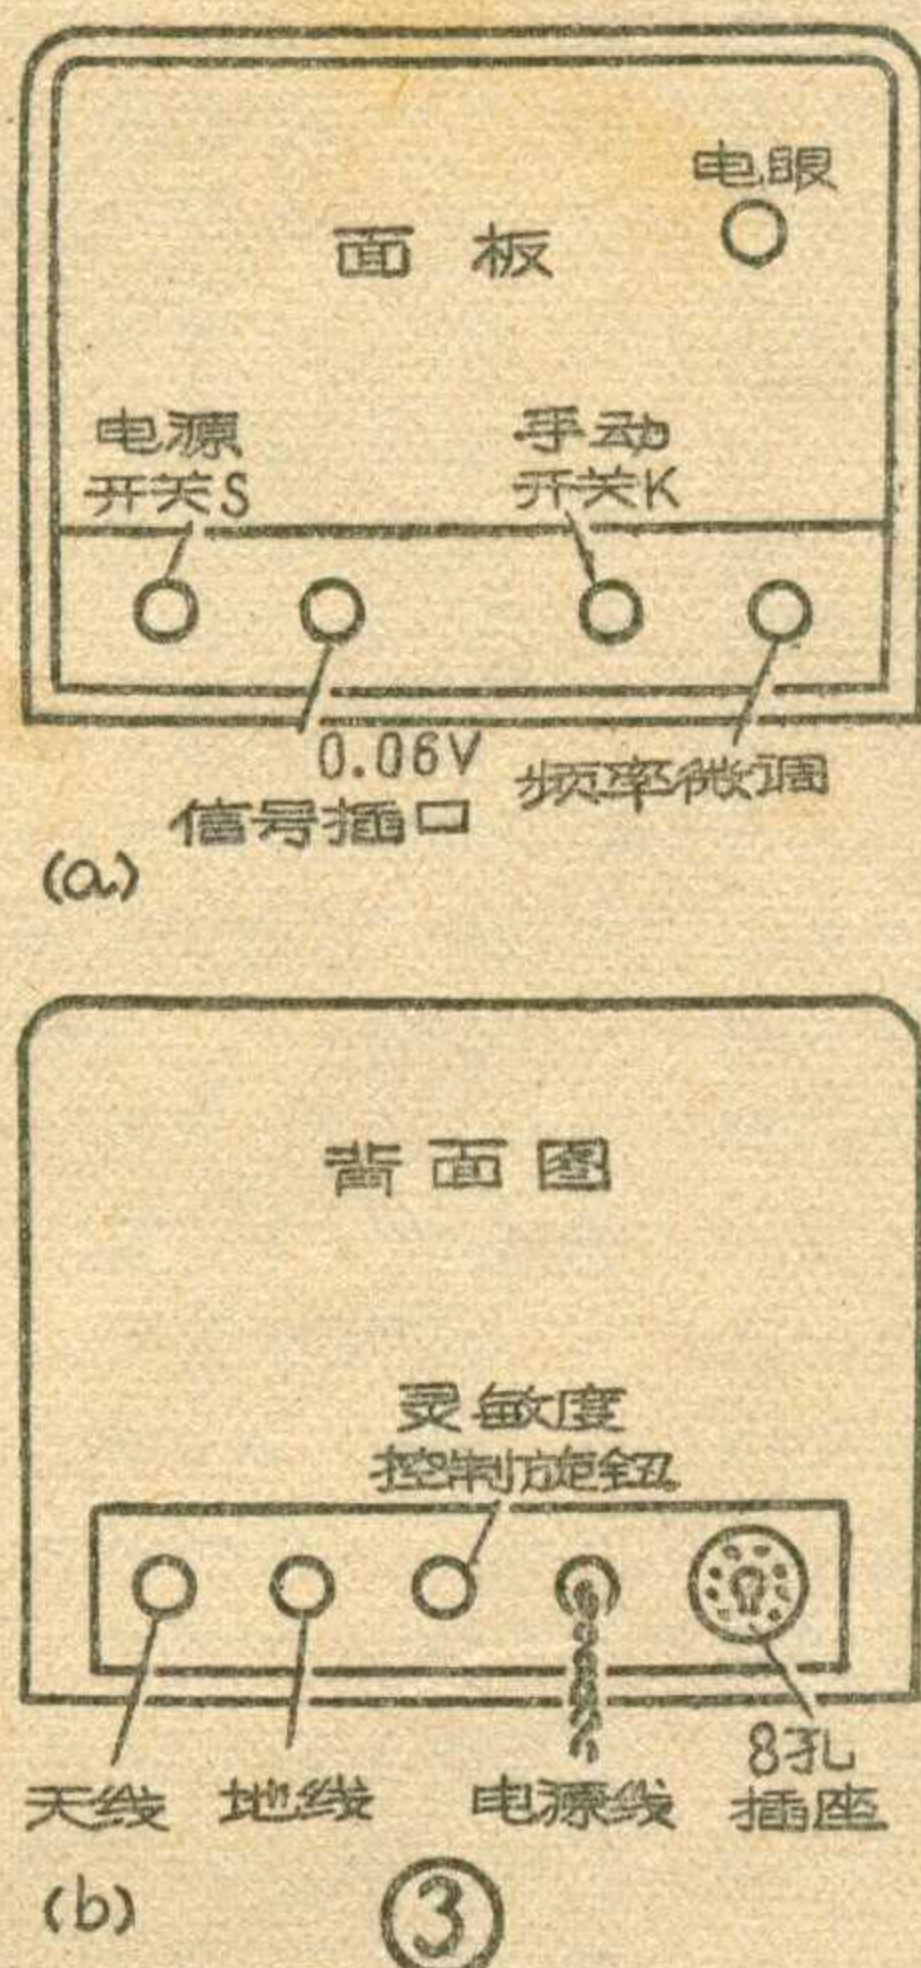 电眼
面板
电源
开关S
手动
开关K
0.06V
信号插口
频率微调
(a)
背面图
灵敏度
控制旋钮
天线
地线
电源线
8孔
插座
(b)
③